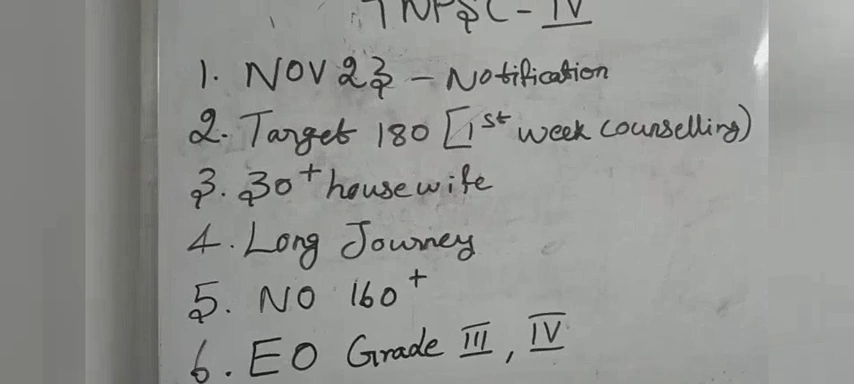 TNPSC - IV
1. NOV 23 - Notification
2. Target 180 [1st week counselling)
3. 30+ housewife
4. Long Journey
5. NO 160+
6. EO Grade III, IV